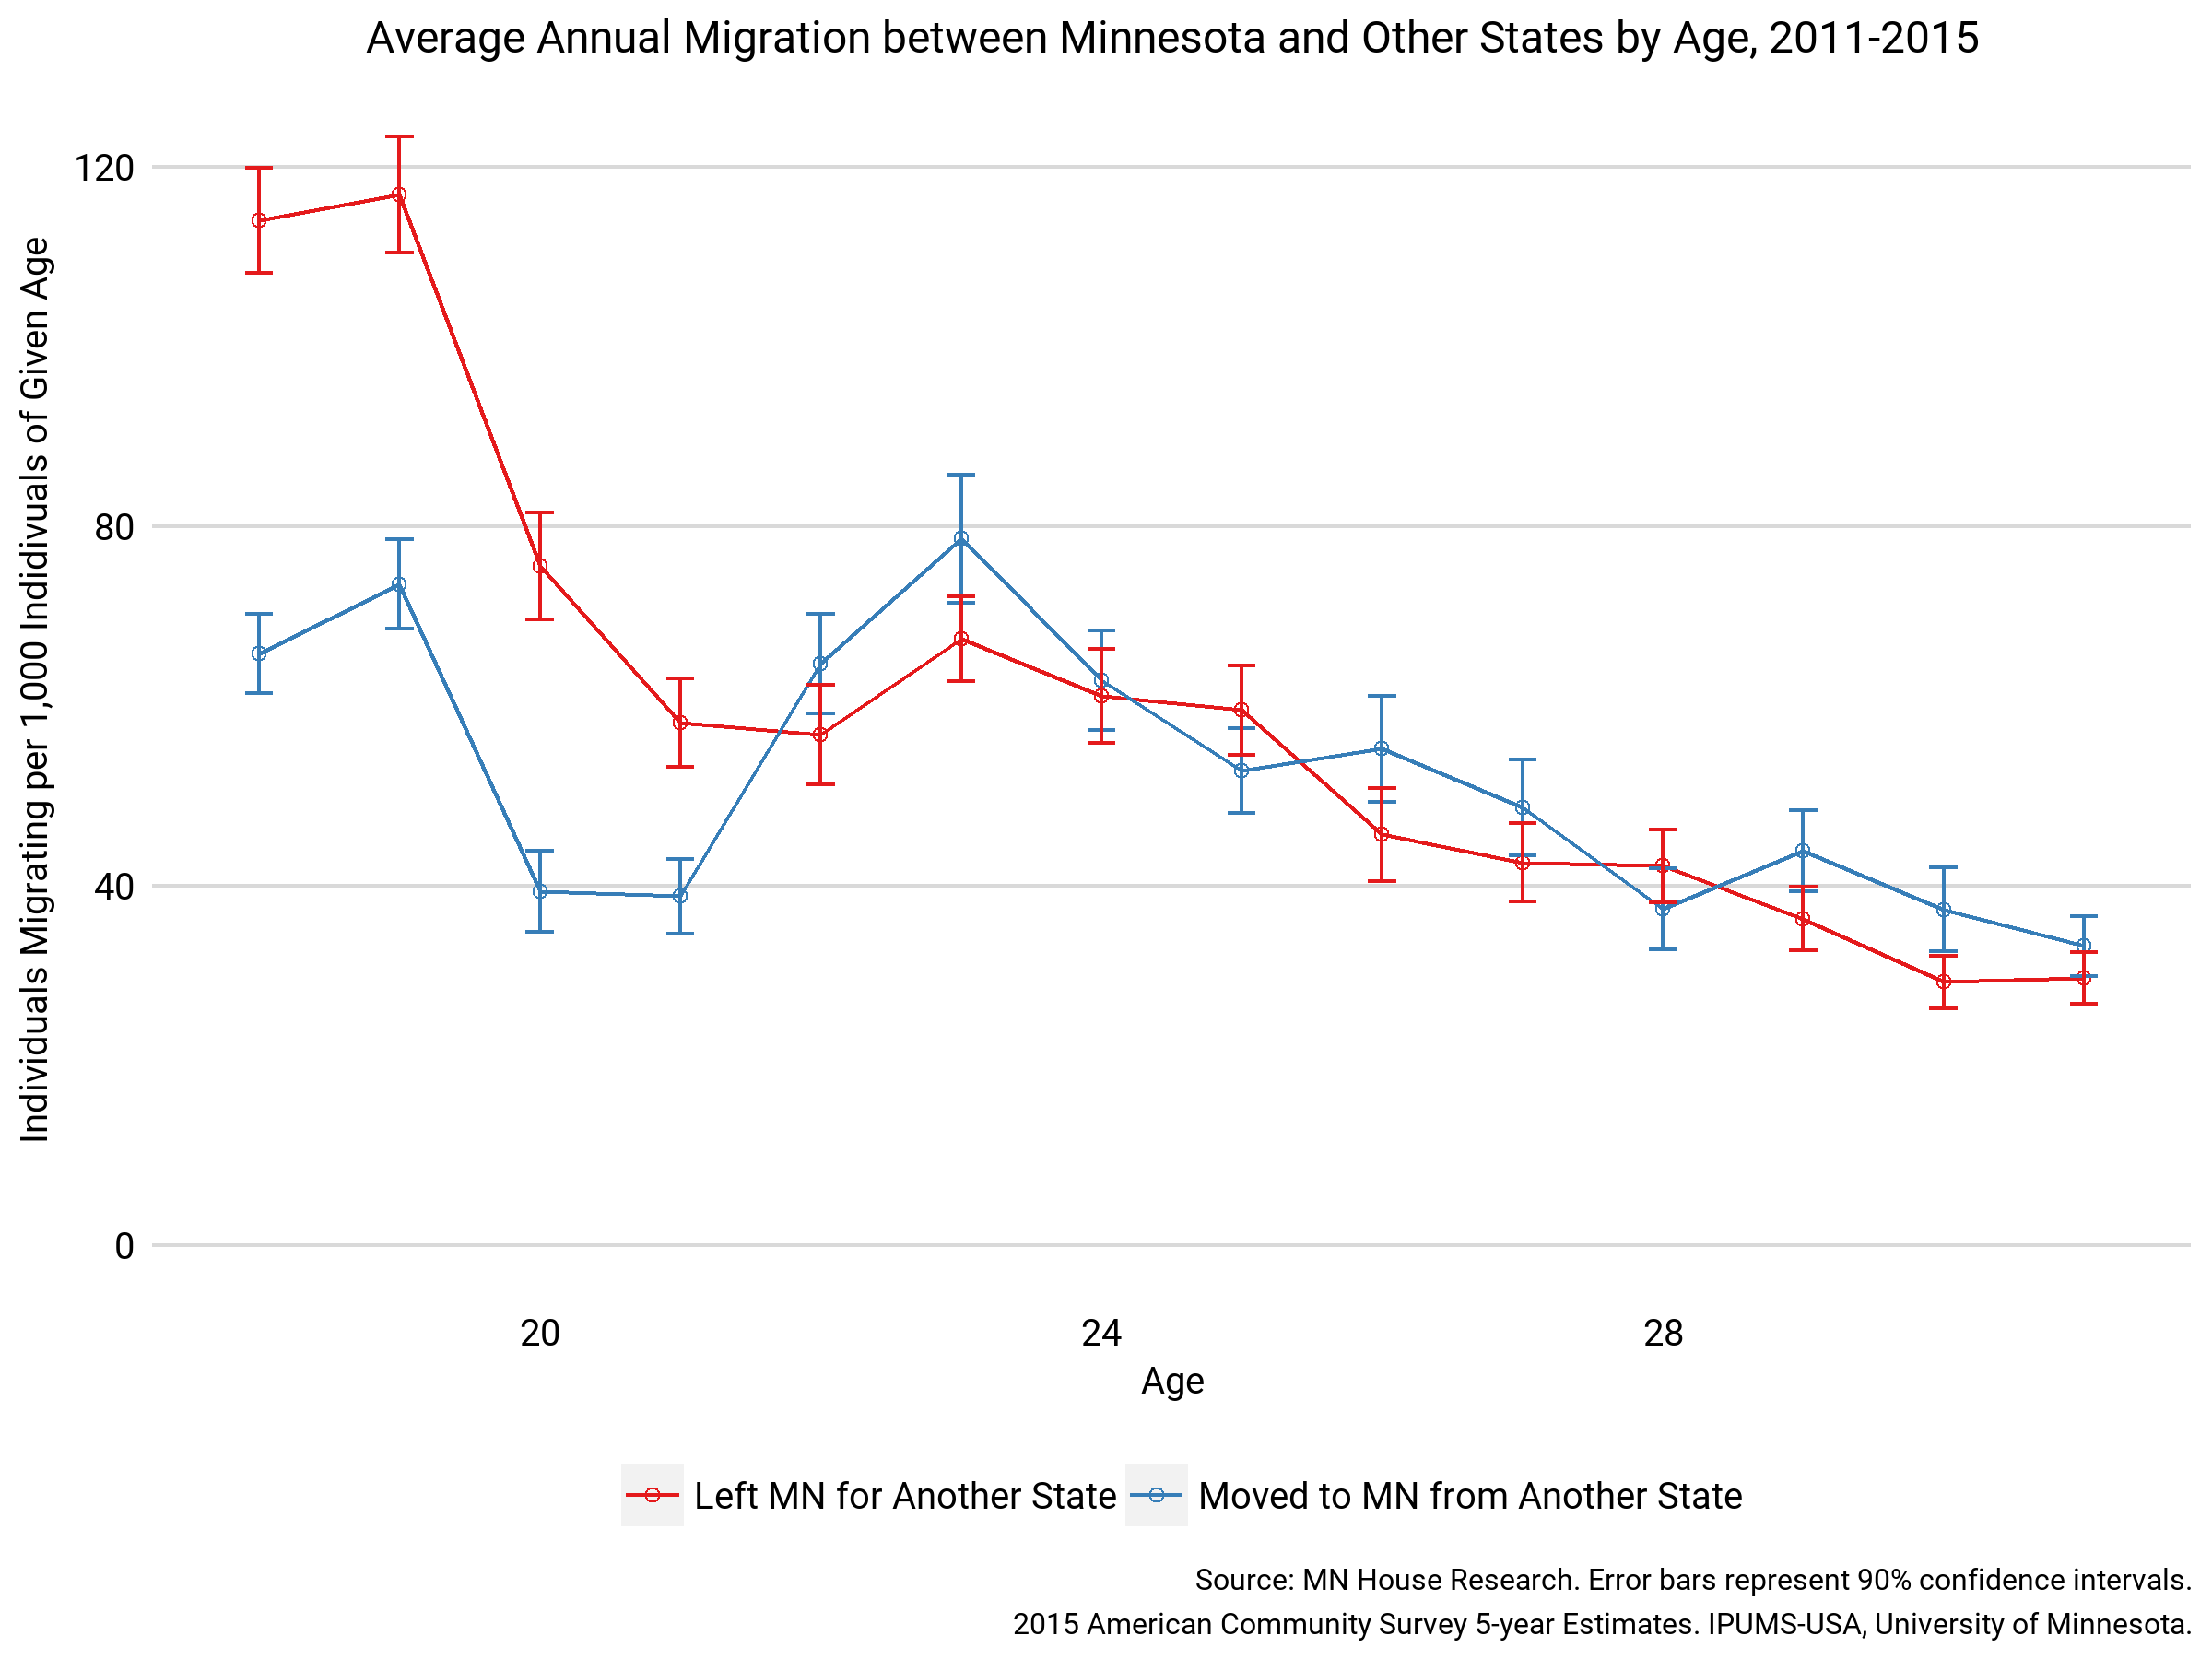 Average Annual Migration between Minnesota and Other States by Age, 2011-2015
Individuals Migrating per 1,000 Indidivuals of Given Age
120
80
40
0
20 24 28
Age
Left MN for Another State Moved to MN from Another State
Source: MN House Research. Error bars represent 90% confidence intervals.
2015 American Community Survey 5-year Estimates. IPUMS-USA, University of Minnesota.